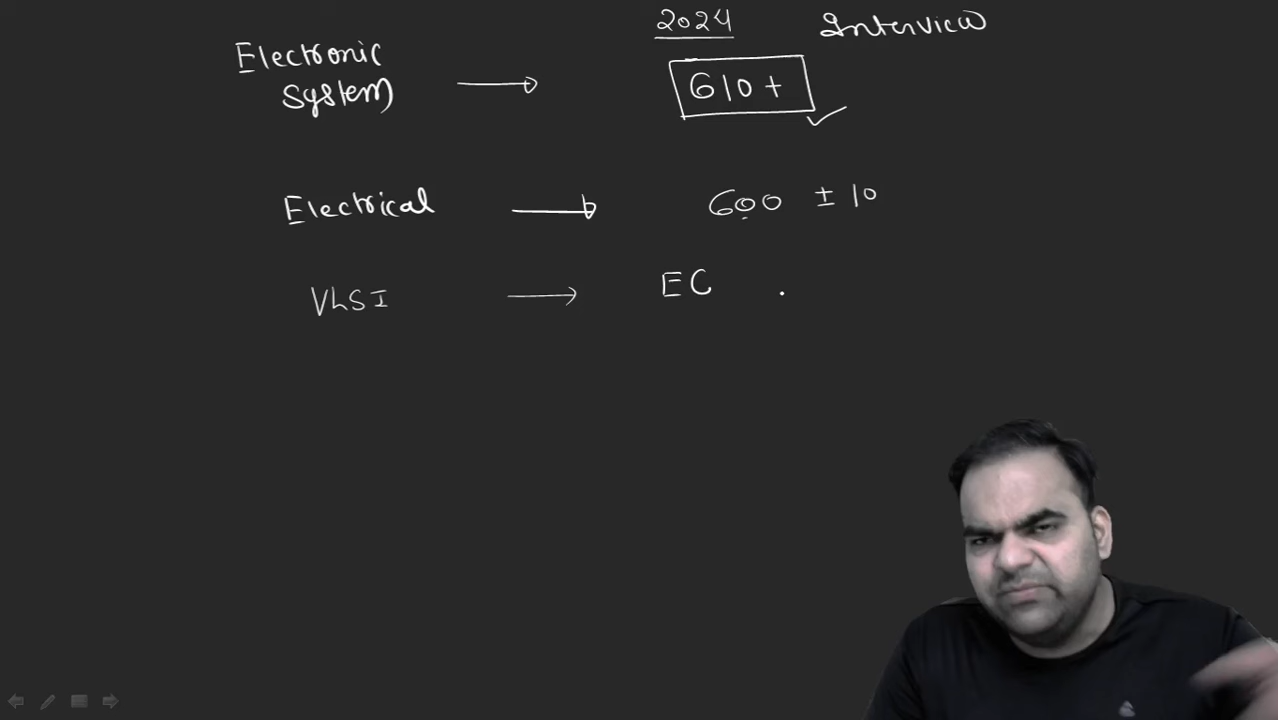 2024 Interview
Electronic
System → 610+ ✓
Electrical → 600 ± 10
VLSI → EC .